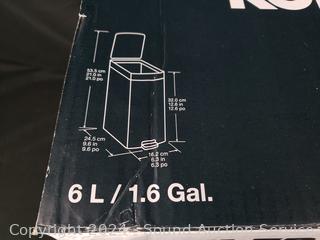 53.5 cm
21.0 in
21.0 po
32.0 cm
12.6 in
12.6 po
24.5 cm
9.6 in
9.6 po
16.2 cm
6.3 in
6.3 po
6 L / 1.6 Gal.
Copyright 2024 - Sound Auction Service